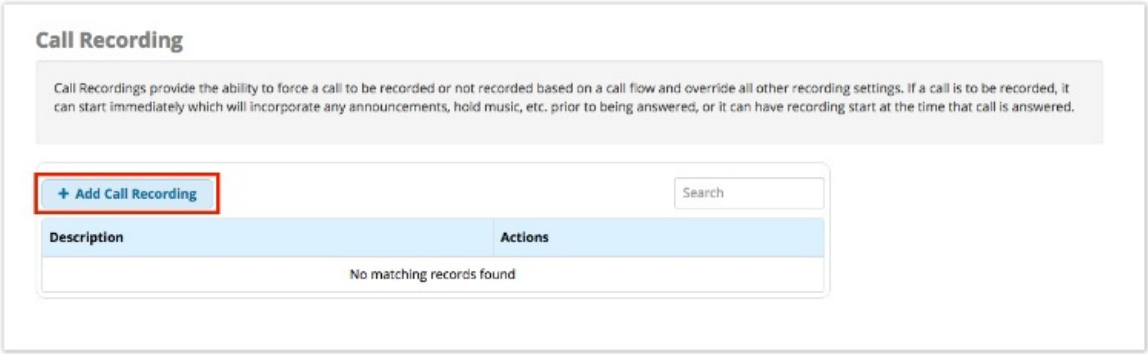 Call Recording
Call Recordings provide the ability to force a call to be recorded or not recorded based on a call flow and override all other recording settings. If a call is to be recorded, it
can start immediately which will incorporate any announcements, hold music, etc. prior to being answered, or it can have recording start at the time that call is answered.
+ Add Call Recording
Search
Description Actions
No matching records found